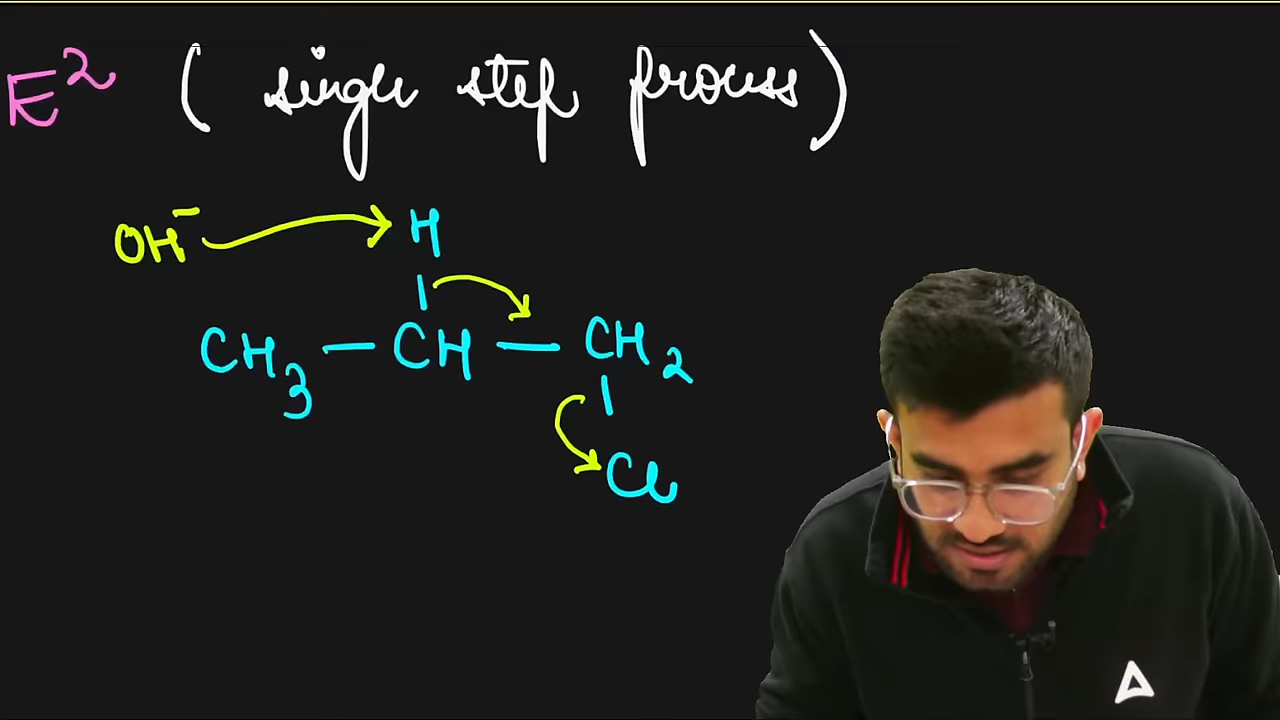 E² (single step process)
OH⁻ H
CH₃ — CH — CH₂
Cl